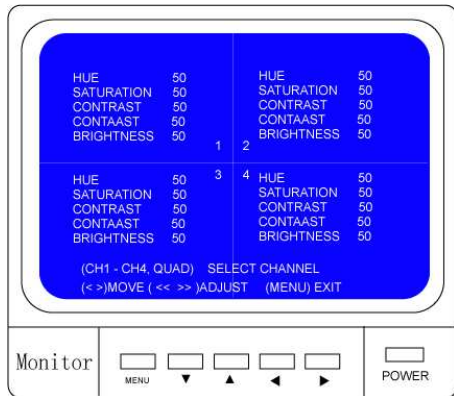 HUE 50
SATURATION 50
CONTRAST 50
CONTAAST 50
BRIGHTNESS 50
1
HUE 50
SATURATION 50
CONTRAST 50
CONTAAST 50
BRIGHTNESS 50
2
3
HUE 50
SATURATION 50
CONTRAST 50
CONTAAST 50
BRIGHTNESS 50
4
HUE 50
SATURATION 50
CONTRAST 50
CONTAAST 50
BRIGHTNESS 50
(CH1 - CH4, QUAD) SELECT CHANNEL
(< >)MOVE ( << >> )ADJUST (MENU) EXIT
Monitor
MENU ▼ ▲ ◀ ▶
POWER